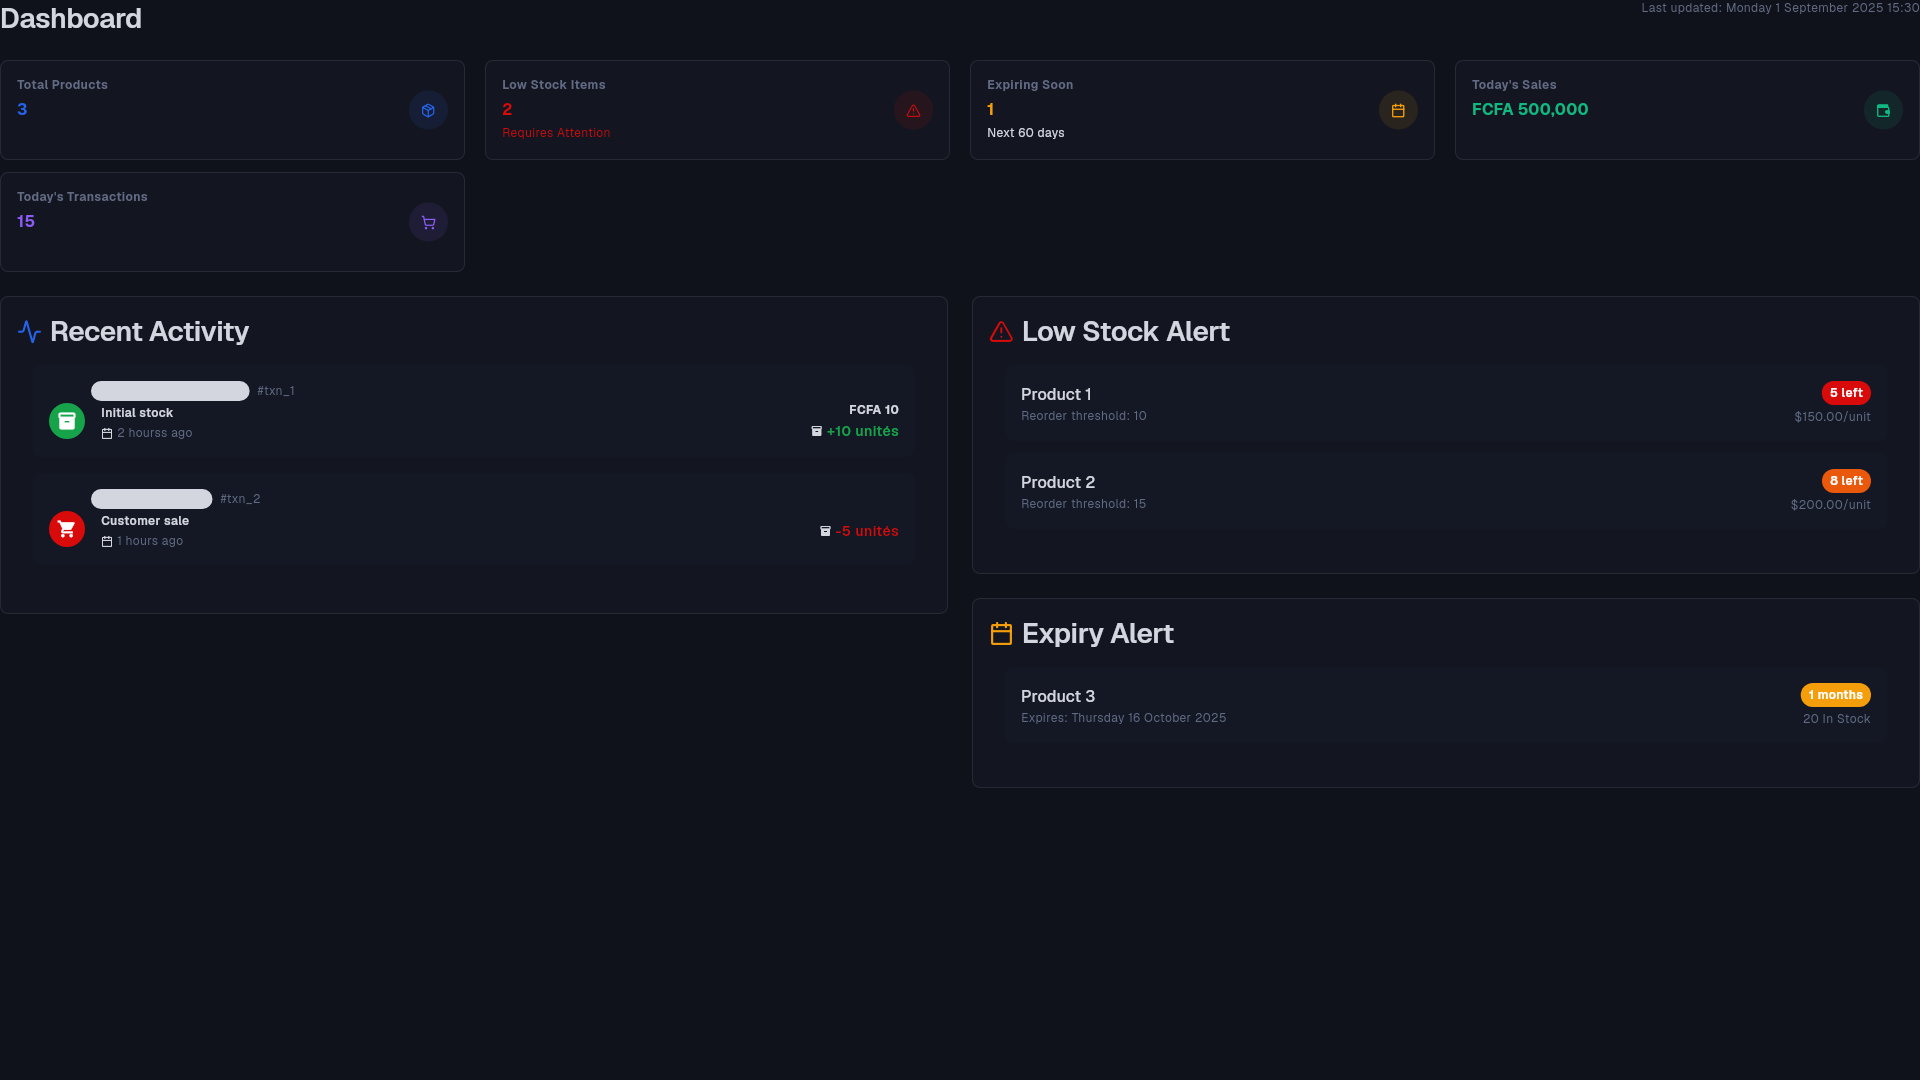 Dashboard
Last updated: Monday 1 September 2025 15:30
Total Products
3
Low Stock Items
2
Requires Attention
Expiring Soon
1
Next 60 days
Today's Sales
FCFA 500,000
Today's Transactions
15
Recent Activity
#txn_1
Initial stock
2 hourss ago
FCFA 10
+10 unités
#txn_2
Customer sale
1 hours ago
-5 unités
Low Stock Alert
Product 1
Reorder threshold: 10
5 left
$150.00/unit
Product 2
Reorder threshold: 15
8 left
$200.00/unit
Expiry Alert
Product 3
Expires: Thursday 16 October 2025
1 months
20 In Stock